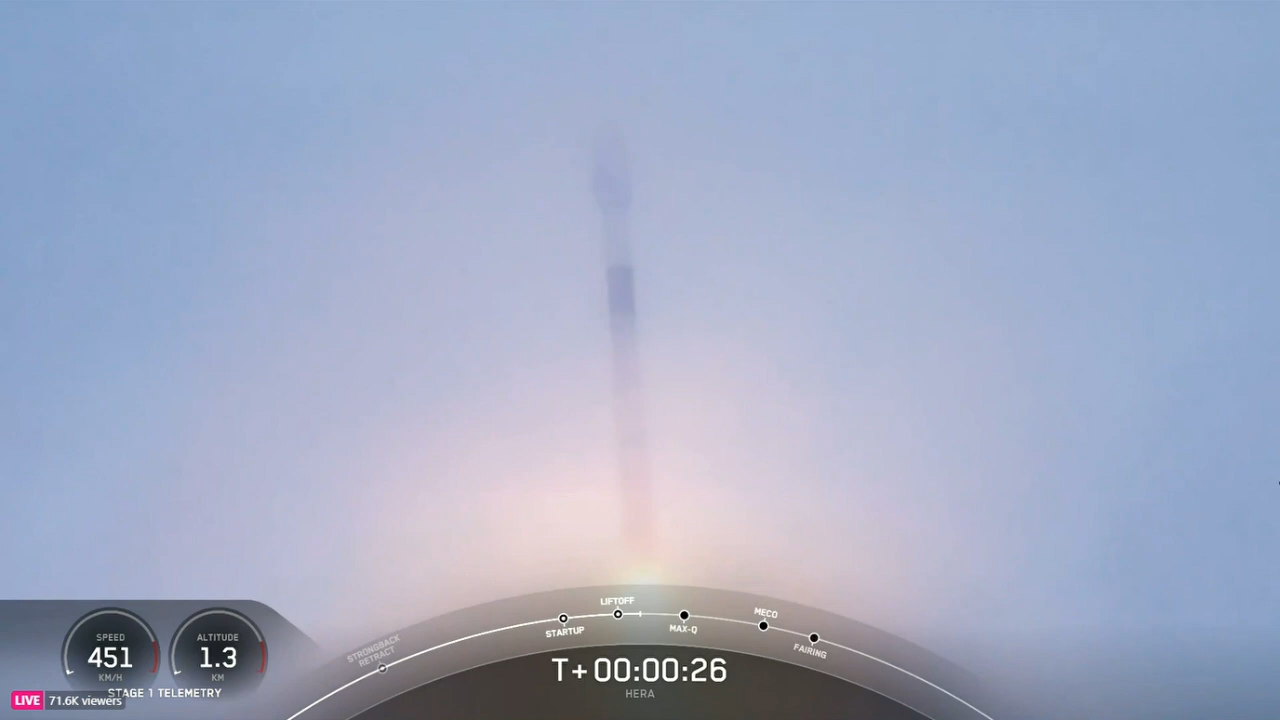 LIFTOFF
MECO
STARTUP
MAX-Q
STRONGBACK
RETRACT
FAIRING
SPEED
451
KM/H
ALTITUDE
1.3
KM
STAGE 1 TELEMETRY
LIVE 71.6K viewers
T+00:00:26
HERA